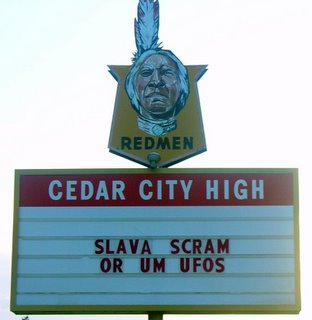 REDMEN
CEDAR CITY HIGH
SLAVA SCRAM
OR UM UFOS